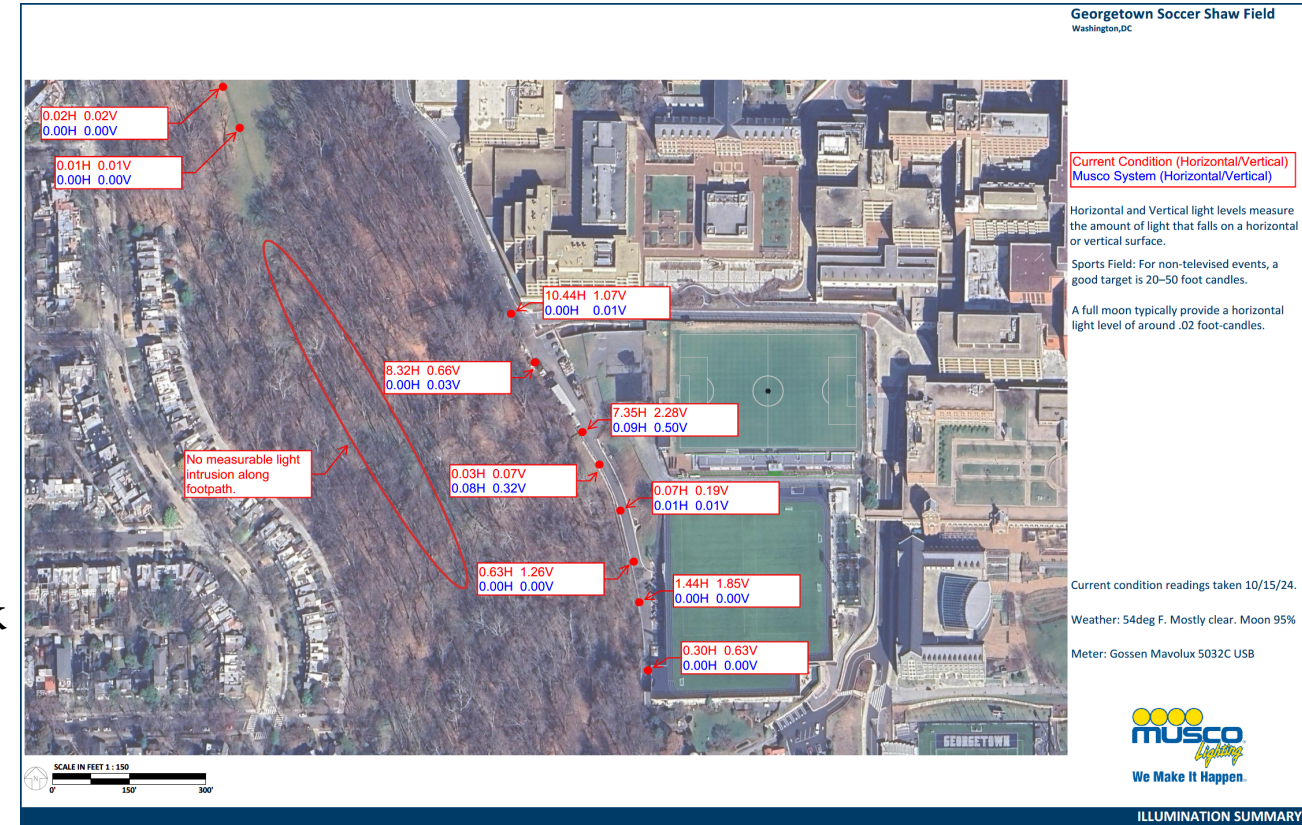 Georgetown Soccer Shaw Field
Washington,DC
0.02H 0.02V
0.00H 0.00V
0.01H 0.01V
0.00H 0.00V
Current Condition (Horizontal/Vertical)
Musco System (Horizontal/Vertical)
Horizontal and Vertical light levels measure
the amount of light that falls on a horizontal
or vertical surface.
Sports Field: For non-televised events, a
good target is 20–50 foot candles.
A full moon typically provide a horizontal
light level of around .02 foot-candles.
10.44H 1.07V
0.00H 0.01V
8.32H 0.66V
0.00H 0.03V
7.35H 2.28V
0.09H 0.50V
No measurable light
intrusion along
footpath.
0.03H 0.07V
0.08H 0.32V
0.07H 0.19V
0.01H 0.01V
0.63H 1.26V
0.00H 0.00V
1.44H 1.85V
0.00H 0.00V
0.30H 0.63V
0.00H 0.00V
Current condition readings taken 10/15/24.
Weather: 54deg F. Mostly clear. Moon 95%
Meter: Gossen Mavolux 5032C USB
GEORGETOWN
MUSCO
Lighting
We Make It Happen
N
SCALE IN FEET 1 : 150
0' 150' 300'
ILLUMINATION SUMMARY